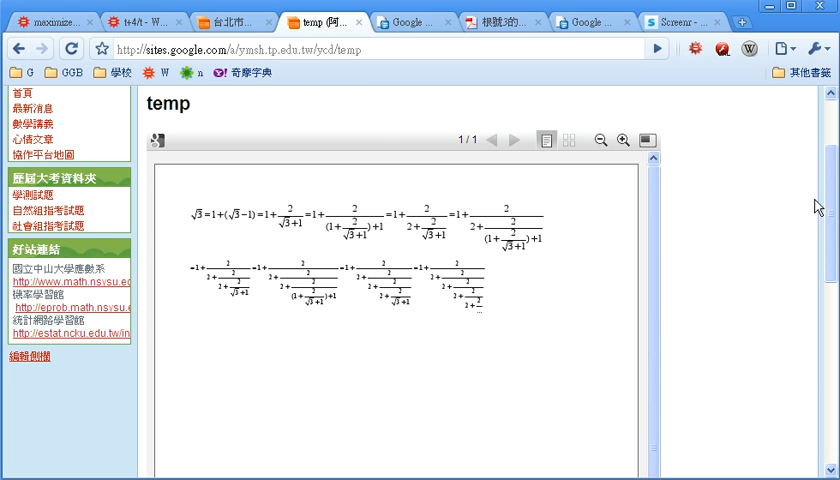 maximize...
t+4/t - W...
台北市...
temp (阿...
Google ...
根號3的...
Google ...
Screenr - ...
http://sites.google.com/a/ymsh.tp.edu.tw/ycd/temp
G
GGB
學校
W
n
奇摩字典
其他書籤
首頁
最新消息
數學講義
心情文章
協作平台地圖
歷屆大考資料夾
學測試題
自然組指考試題
社會組指考試題
好站連結
國立中山大學應數系
http://www.math.nsysu.ed
機率學習館
http://eprob.math.nsysu.e
統計網路學習館
http://estat.ncku.edu.tw/in
編輯側欄
temp
1 / 1
√3=1+(√3−1)=1+2/(√3+1)=1+2/((1+2/(√3+1))+1)=1+2/(2+2/(√3+1))=1+2/(2+2/((1+2/(√3+1))+1))
=1+2/(2+2/(2+2/(√3+1)))=1+2/(2+2/(2+2/((1+2/(√3+1))+1)))=1+2/(2+2/(2+2/(2+2/(√3+1))))=1+2/(2+2/(2+2/(2+2/(2+2/...))))